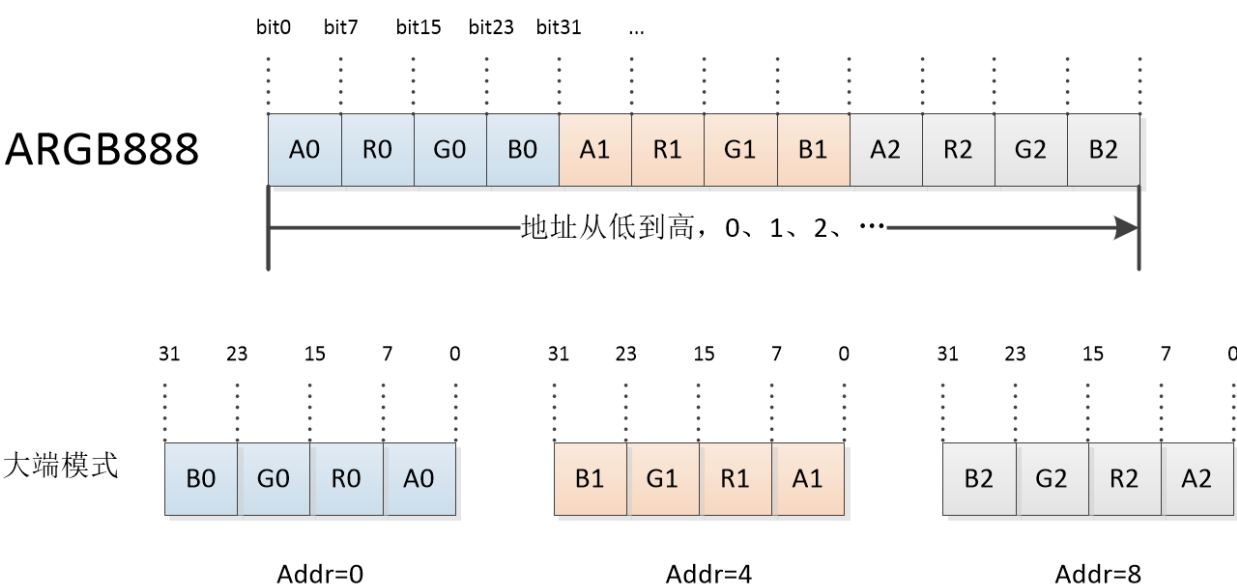 bit0 bit7 bit15 bit23 bit31 ...
ARGB888 A0 R0 G0 B0 A1 R1 G1 B1 A2 R2 G2 B2
地址从低到高，0、1、2、…
31 23 15 7 0 31 23 15 7 0 31 23 15 7 0
大端模式 B0 G0 R0 A0 B1 G1 R1 A1 B2 G2 R2 A2
Addr=0 Addr=4 Addr=8